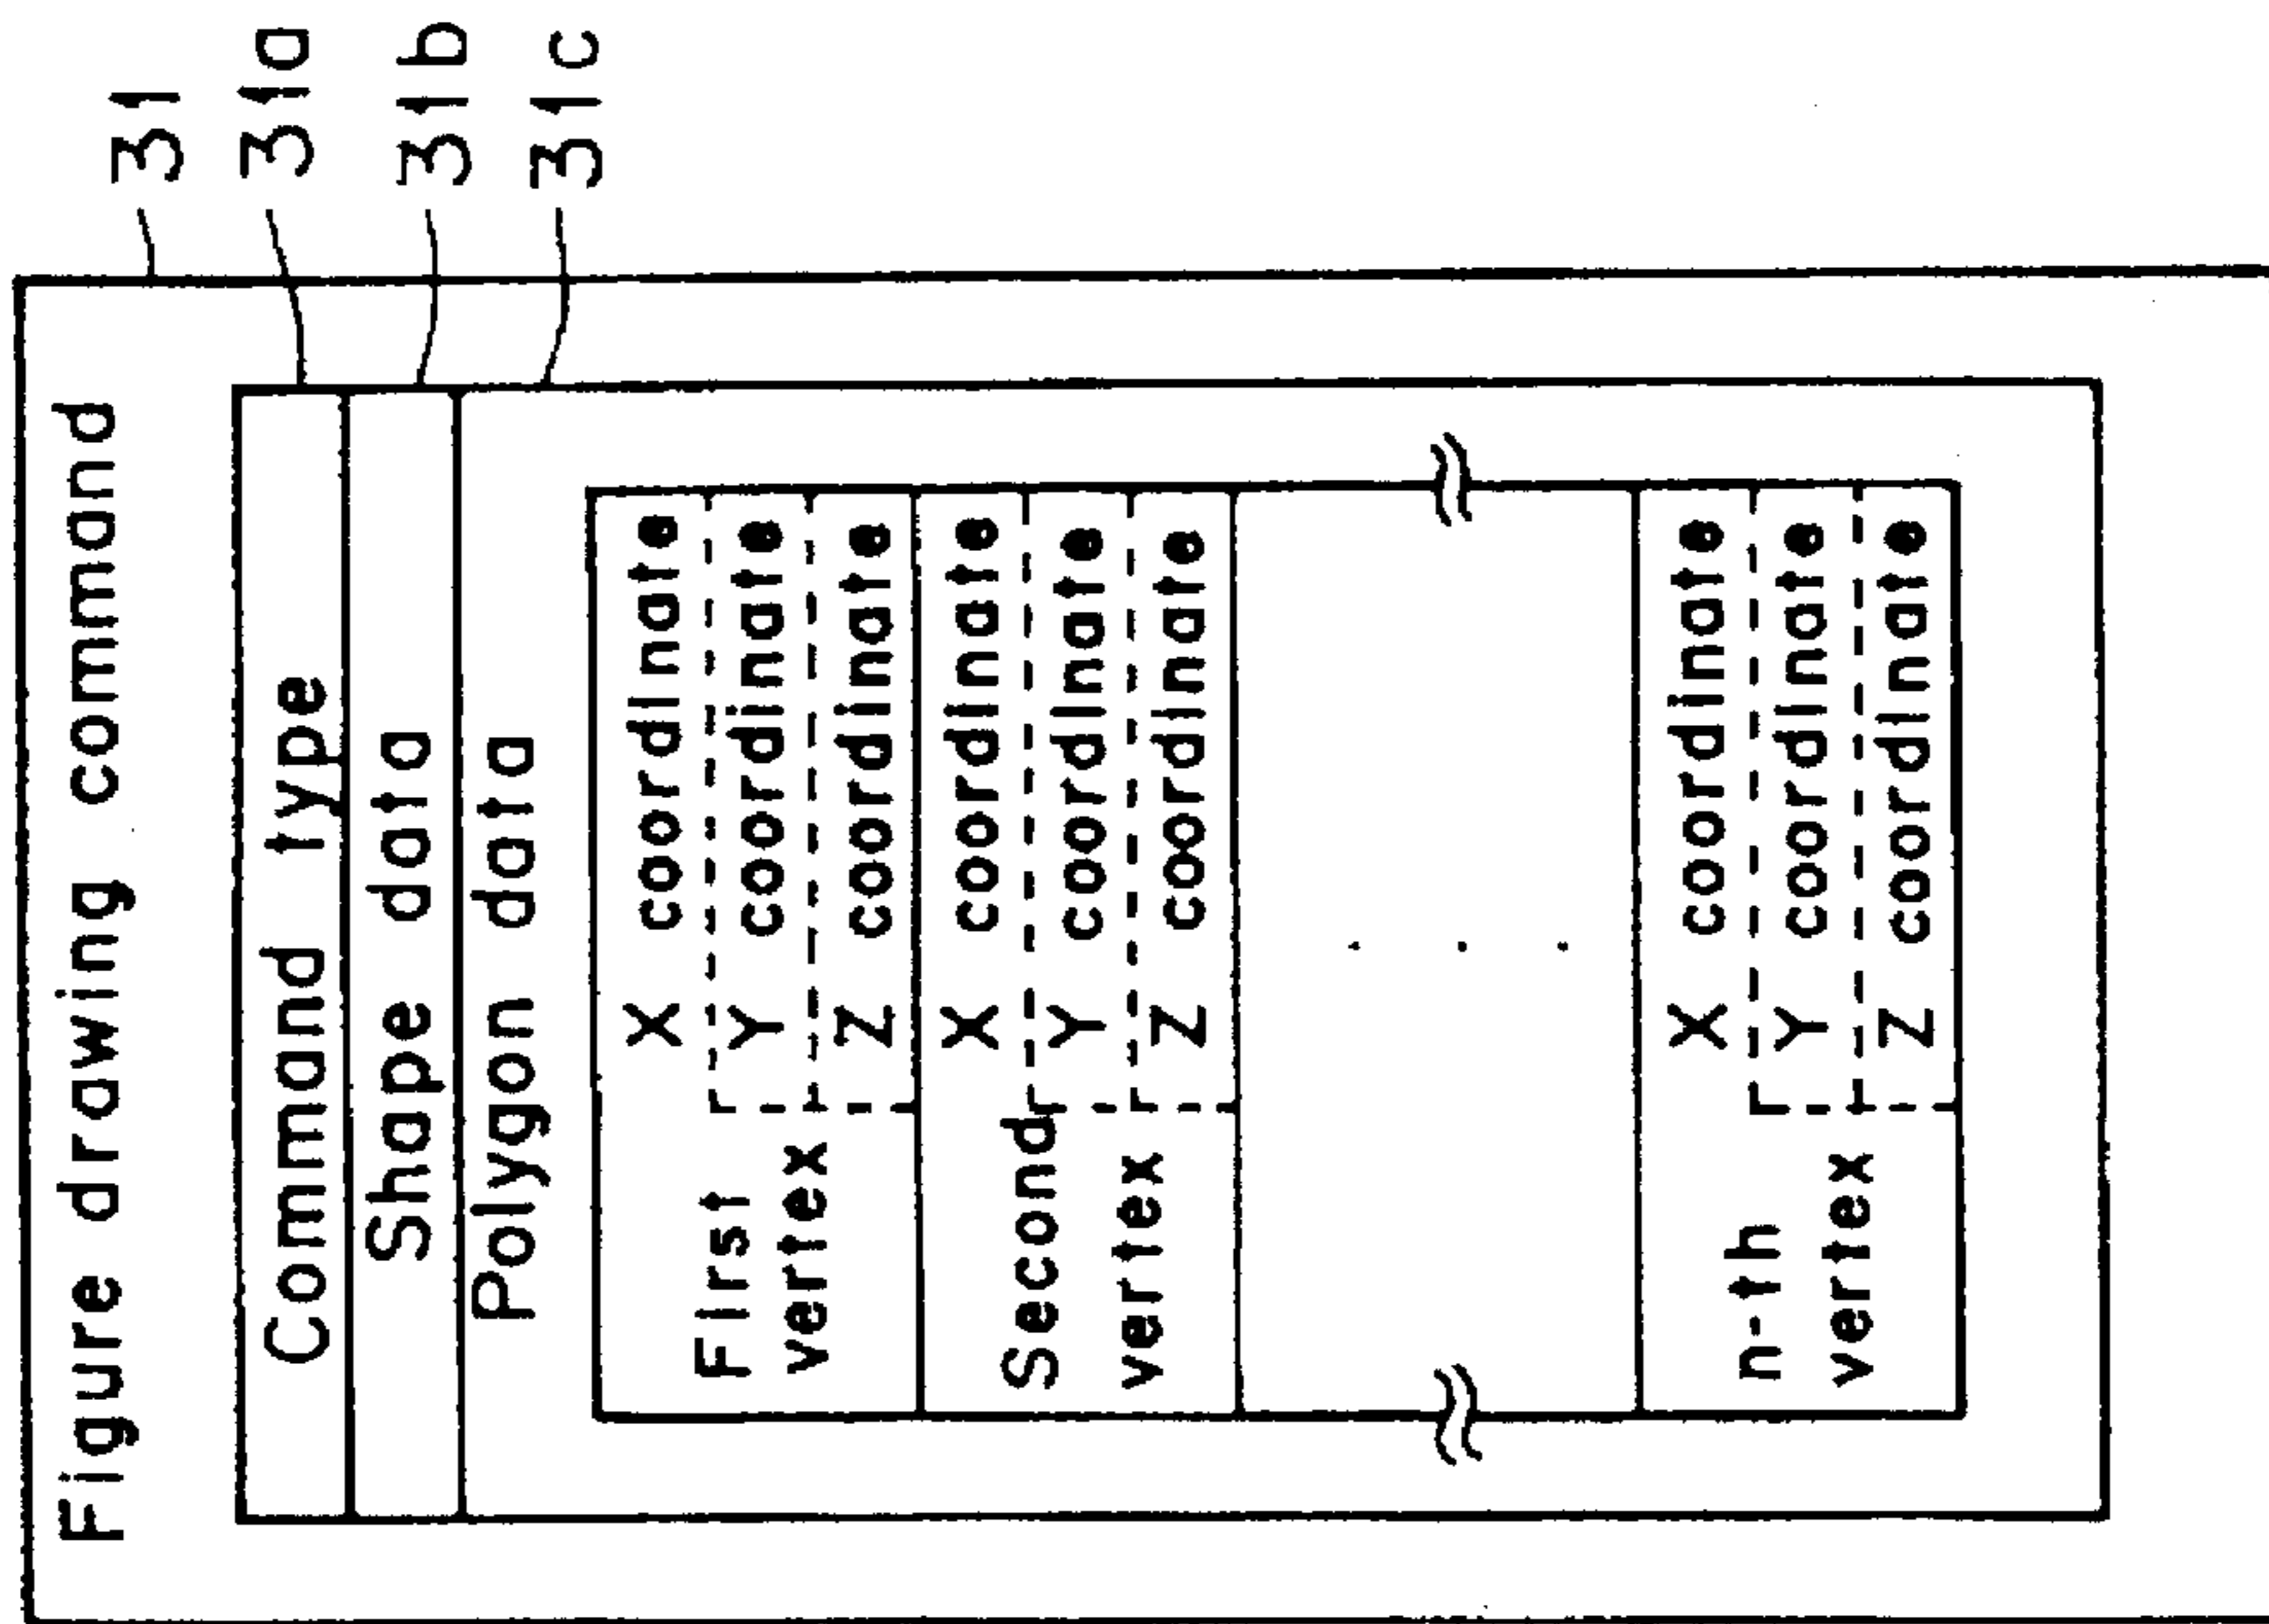 Figure drawing command
31
Command type
31a
Shape data
31b
Polygon data
31c
First vertex
X coordinate
Y coordinate
Z coordinate
Second vertex
X coordinate
Y coordinate
Z coordinate
. . .
n-th vertex
X coordinate
Y coordinate
Z coordinate